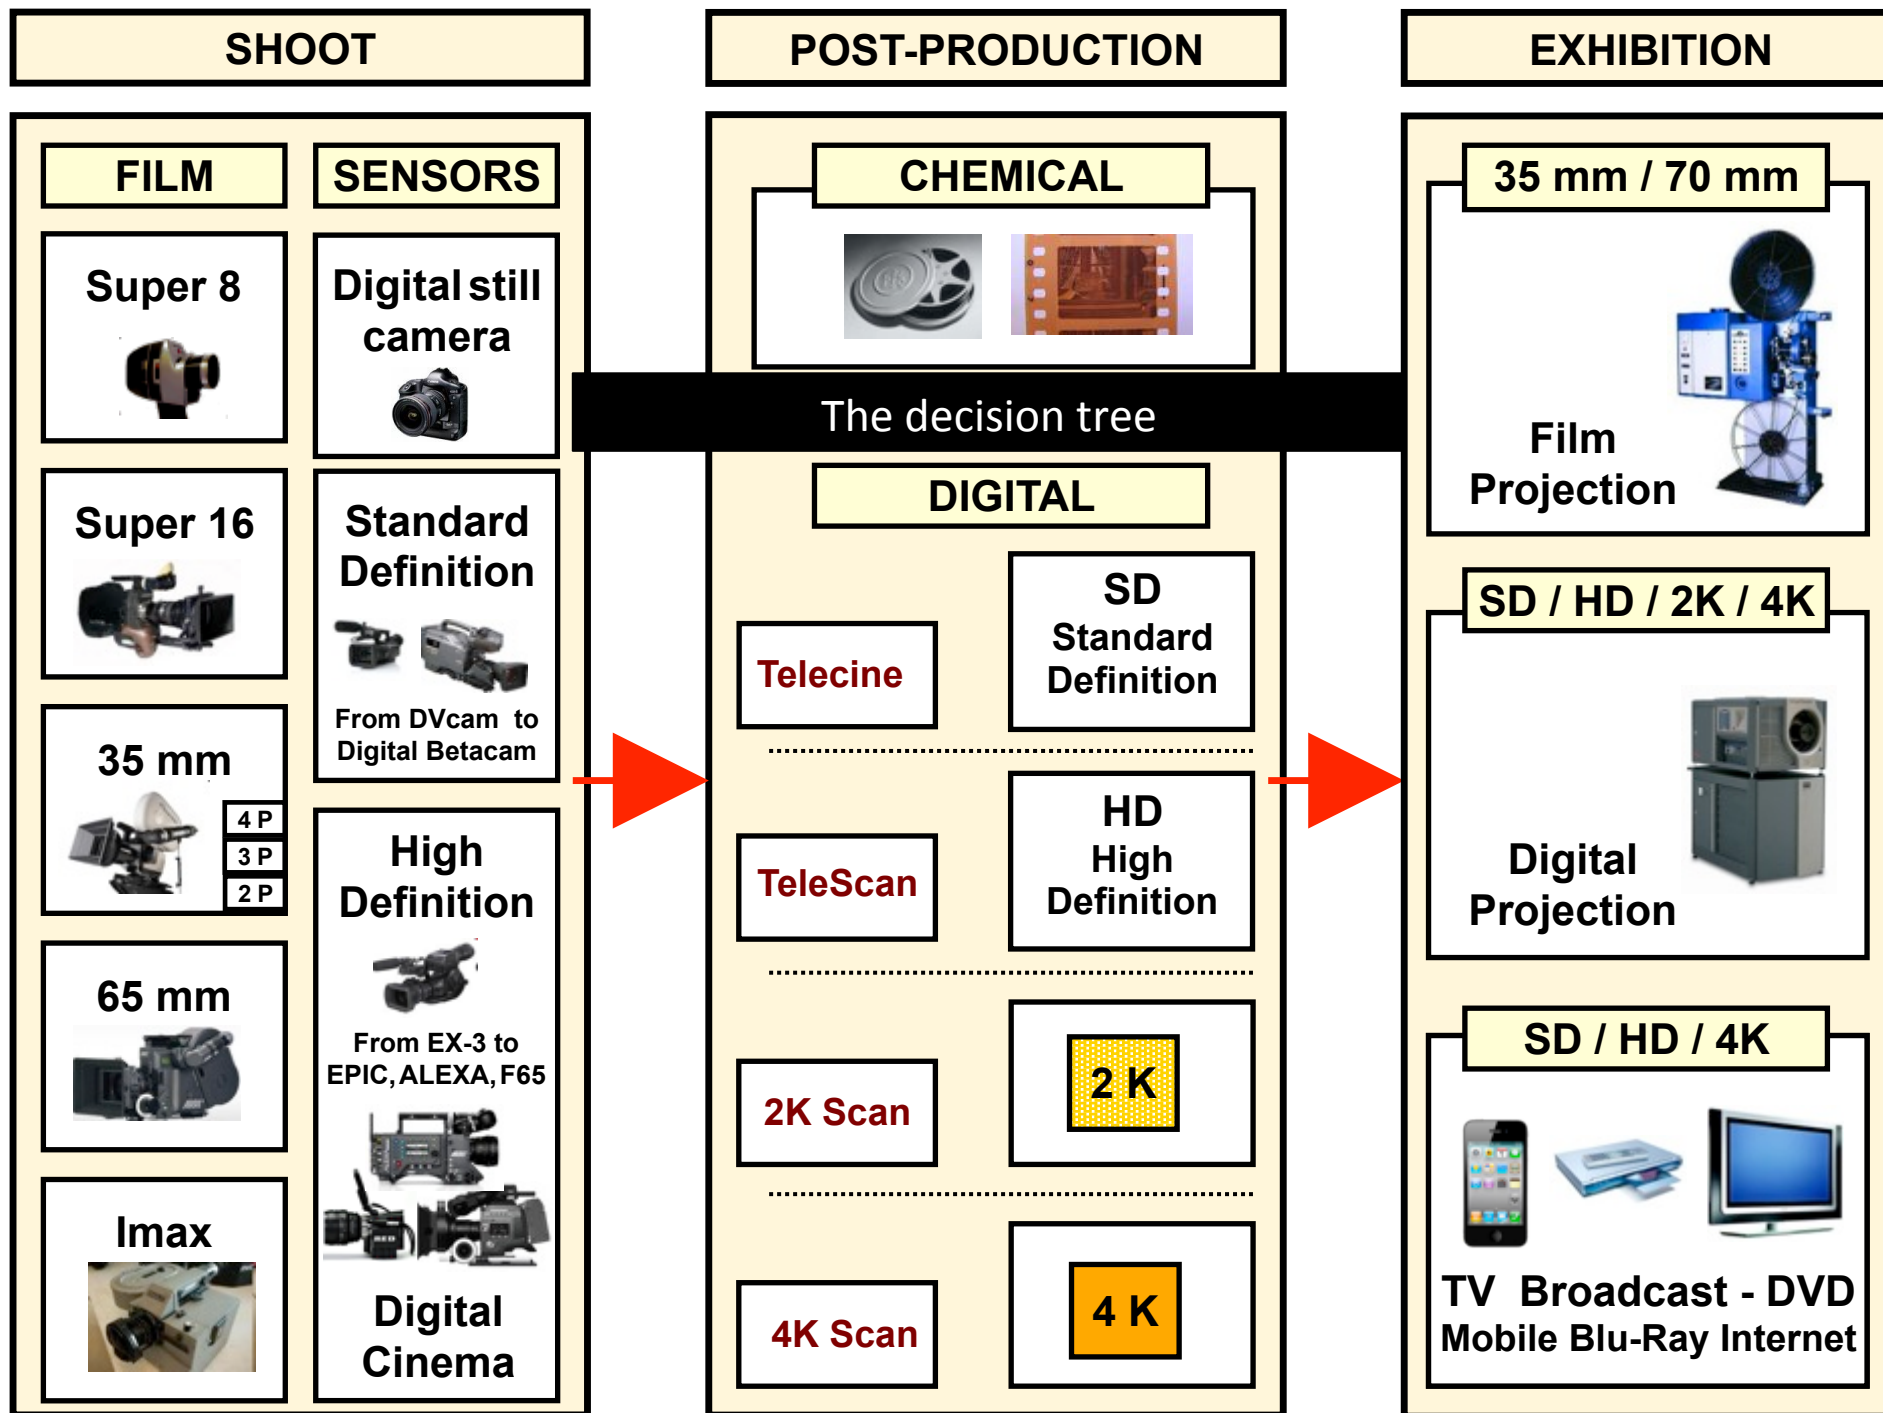 SHOOT
FILM
SENSORS
Super 8
Digital still
camera
Super 16
Standard
Definition
From DVcam to
Digital Betacam
35 mm
4 P
3 P
2 P
High
Definition
From EX-3 to
EPIC, ALEXA, F65
65 mm
Imax
RED
Digital
Cinema
POST-PRODUCTION
CHEMICAL
The decision tree
DIGITAL
Telecine
SD
Standard
Definition
TeleScan
HD
High
Definition
2K Scan
2 K
4K Scan
4 K
EXHIBITION
35 mm / 70 mm
Film
Projection
SD / HD / 2K / 4K
Digital
Projection
SD / HD / 4K
TV Broadcast - DVD
Mobile Blu-Ray Internet